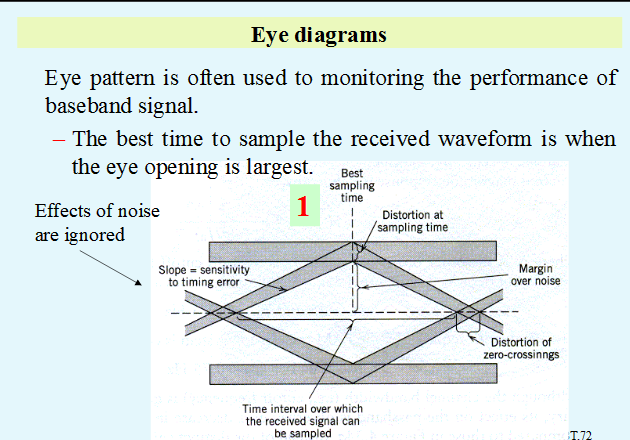 Eye diagrams
Eye pattern is often used to monitoring the performance of
baseband signal.
– The best time to sample the received waveform is when
the eye opening is largest.
Best
sampling
time
1
Effects of noise
are ignored
Distortion at
sampling time
Slope = sensitivity
to timing error
Margin
over noise
Distortion of
zero-crossinngs
Time interval over which
the received signal can
be sampled
T.72